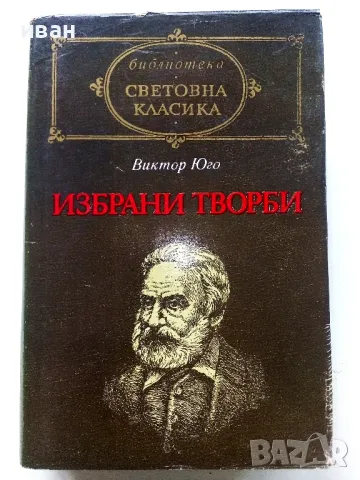 иван
библиотека
СВЕТОВНА
КЛАСИКА
Виктор Юго
ИЗБРАНИ ТВОРБИ
BAZAR